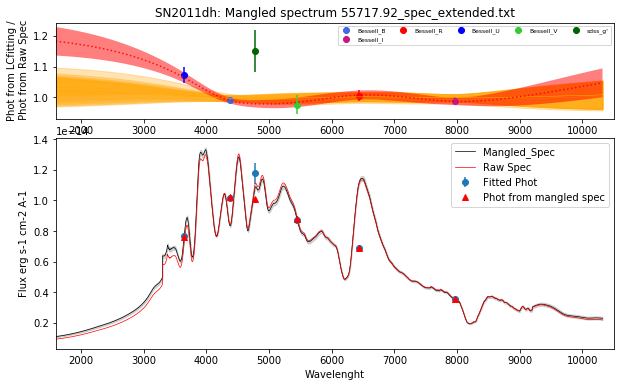 SN2011dh: Mangled spectrum 55717.92_spec_extended.txt
Phot from LCfitting /
Phot from Raw Spec
1.2
1.1
1.0
Bessell_B
Bessell_I
Bessell_R
Bessell_U
Bessell_V
sdss_g'
2000 3000 4000 5000 6000 7000 8000 9000 10000
1e−14
Flux erg s-1 cm-2 A-1
1.4
1.2
1.0
0.8
0.6
0.4
0.2
Mangled_Spec
Raw Spec
Fitted Phot
Phot from mangled spec
2000 3000 4000 5000 6000 7000 8000 9000 10000
Wavelenght